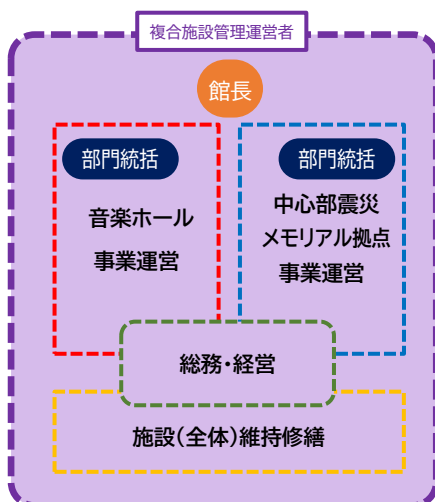 複合施設管理運営者
館長
部門統括
音楽ホール
事業運営
部門統括
中心部震災
メモリアル拠点
事業運営
総務・経営
施設(全体)維持修繕